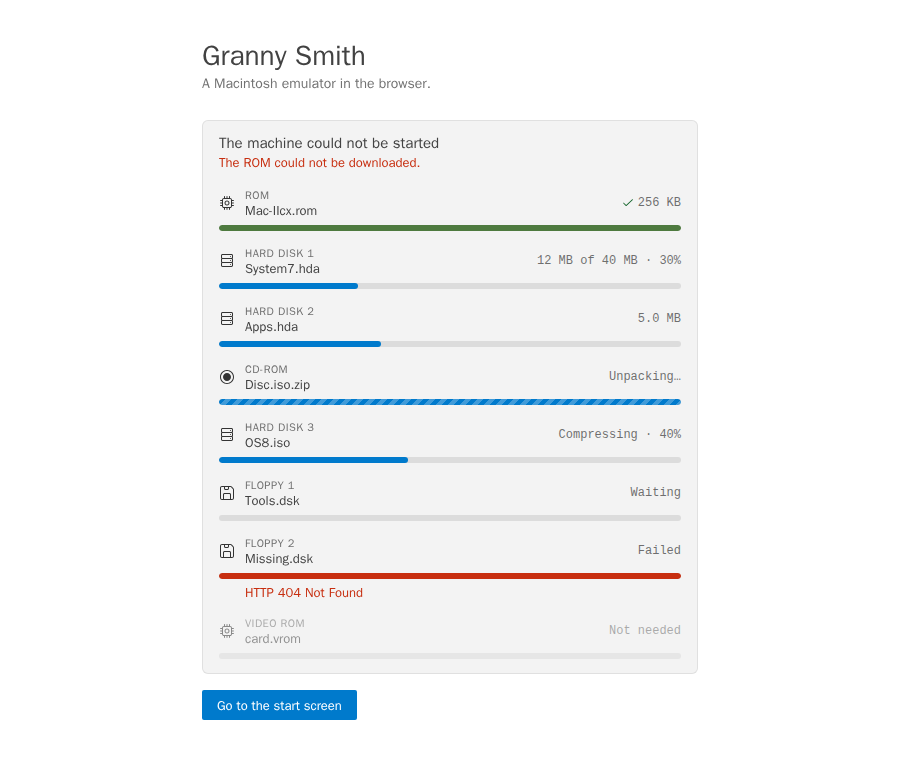 Granny Smith
A Macintosh emulator in the browser.
The machine could not be started
The ROM could not be downloaded.
ROM
Mac-IIcx.rom
256 KB
HARD DISK 1
System7.hda
12 MB of 40 MB · 30%
HARD DISK 2
Apps.hda
5.0 MB
CD-ROM
Disc.iso.zip
Unpacking…
HARD DISK 3
OS8.iso
Compressing · 40%
FLOPPY 1
Tools.dsk
Waiting
FLOPPY 2
Missing.dsk
Failed
HTTP 404 Not Found
VIDEO ROM
card.vrom
Not needed
Go to the start screen